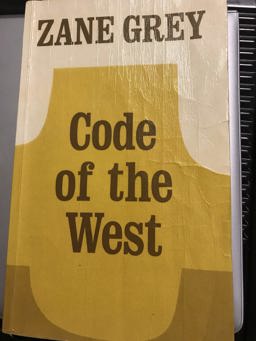 ZANE GREY
Code
of the
West